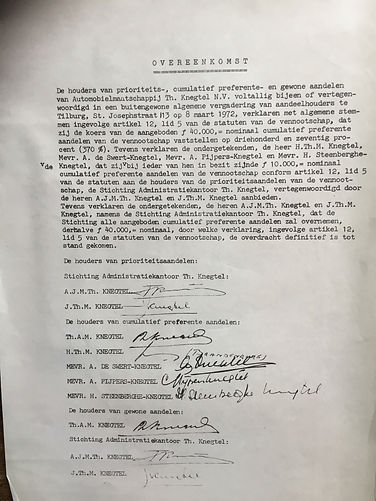 OVEREENKOMST
De houders van prioriteits-, cumulatief preferente- en gewone aandelen
van Automobielmaatschappij Th. Knegtel N.V. voltallig bijeen of vertegen-
woordigd in een buitengewone algemene vergadering van aandeelhouders te
Tilburg, St. Josephstraat 113 op 8 maart 1972, verklaren met algemene stem-
men ingevolge artikel 12, lid 5 van de statuten van de vennootschap, dat
zij de koers van de aangeboden ƒ 40.000,= nominaal cumulatief preferente
aandelen van de vennootschap vaststellen op driehonderd en zeventig pro-
cent (370 %). Tevens verklaren de ondergetekenden, de heer H.Th.M. Knegtel,
Mevr. A. de Swert-Knegtel, Mevr. A. Pijpers-Knegtel en Mevr. H. Steenberghe-
de Knegtel, dat zij bij ieder van hen in bezit zijnde ƒ 10.000,= nominaal
cumulatief preferente aandelen van de vennootschap conform artikel 12, lid
5 van de statuten aan de houders van de prioriteitsaandelen van de vennoot-
schap, de Stichting Administratiekantoor Th. Knegtel, vertegenwoordigd door
de heren A.J.M.Th. Knegtel en J.Th.M. Knegtel aanbieden.
Tevens verklaren de ondergetekenden, de heren A.J.M.Th. Knegtel en J.Th.M.
Knegtel, namens de Stichting Administratiekantoor Th. Knegtel, dat de
Stichting alle aangeboden cumulatief preferente aandelen zal overnemen,
derhalve ƒ 40.000,= nominaal, door welke verklaring, ingevolge artikel 12,
lid 5 van de statuten van de vennootschap, de overdracht definitief is tot
stand gekomen.
De houders van prioriteitsaandelen:
Stichting Administratiekantoor Th. Knegtel:
A.J.M.Th. KNEGTEL
J.Th.M. KNEGTEL Knegtel
De houders van cumulatief preferente aandelen:
Th.A.M. KNEGTEL
H.Th.M. KNEGTEL
MEVR. A. DE SWERT-KNEGTEL
MEVR. A. PIJPERS-KNEGTEL
MEVR. H. STEENBERGHE-KNEGTEL
De houders van gewone aandelen:
Th.A.M. KNEGTEL
Stichting Administratiekantoor Th. Knegtel:
A.J.M.Th. KNEGTEL
J.Th.M. KNEGTEL